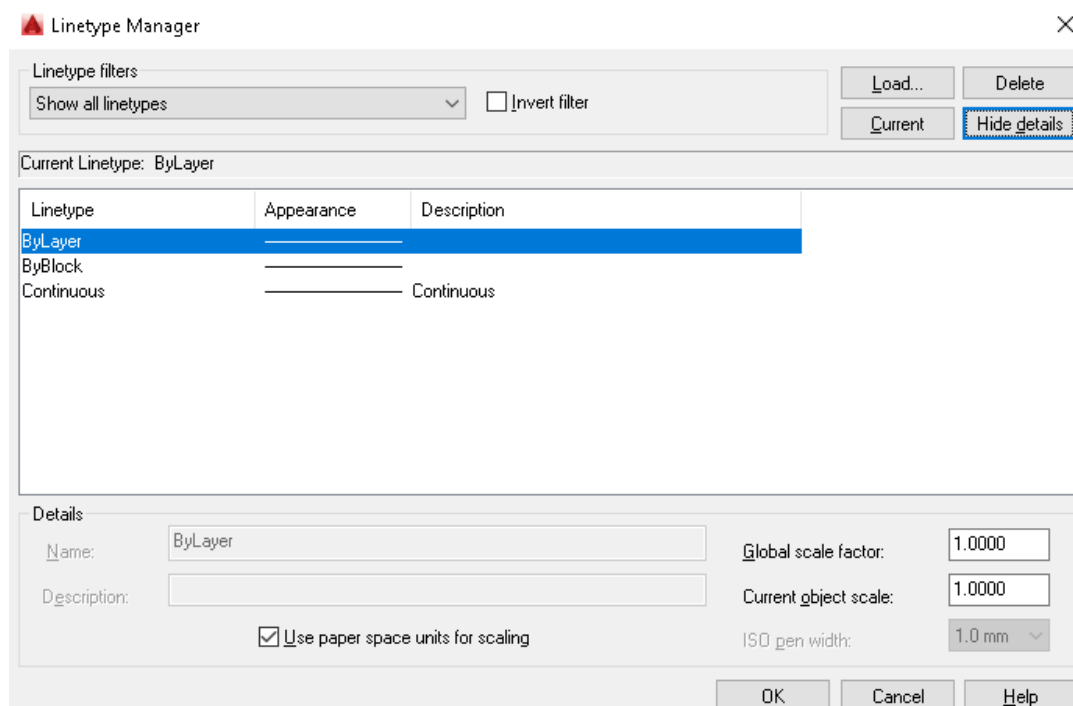 Linetype Manager
Linetype filters
Show all linetypes
Invert filter
Load...
Delete
Current
Hide details
Current Linetype: ByLayer
Linetype Appearance Description
ByLayer
ByBlock
Continuous Continuous
Details
Name: ByLayer
Global scale factor: 1.0000
Description:
Current object scale: 1.0000
Use paper space units for scaling
ISO pen width: 1.0 mm
OK Cancel Help